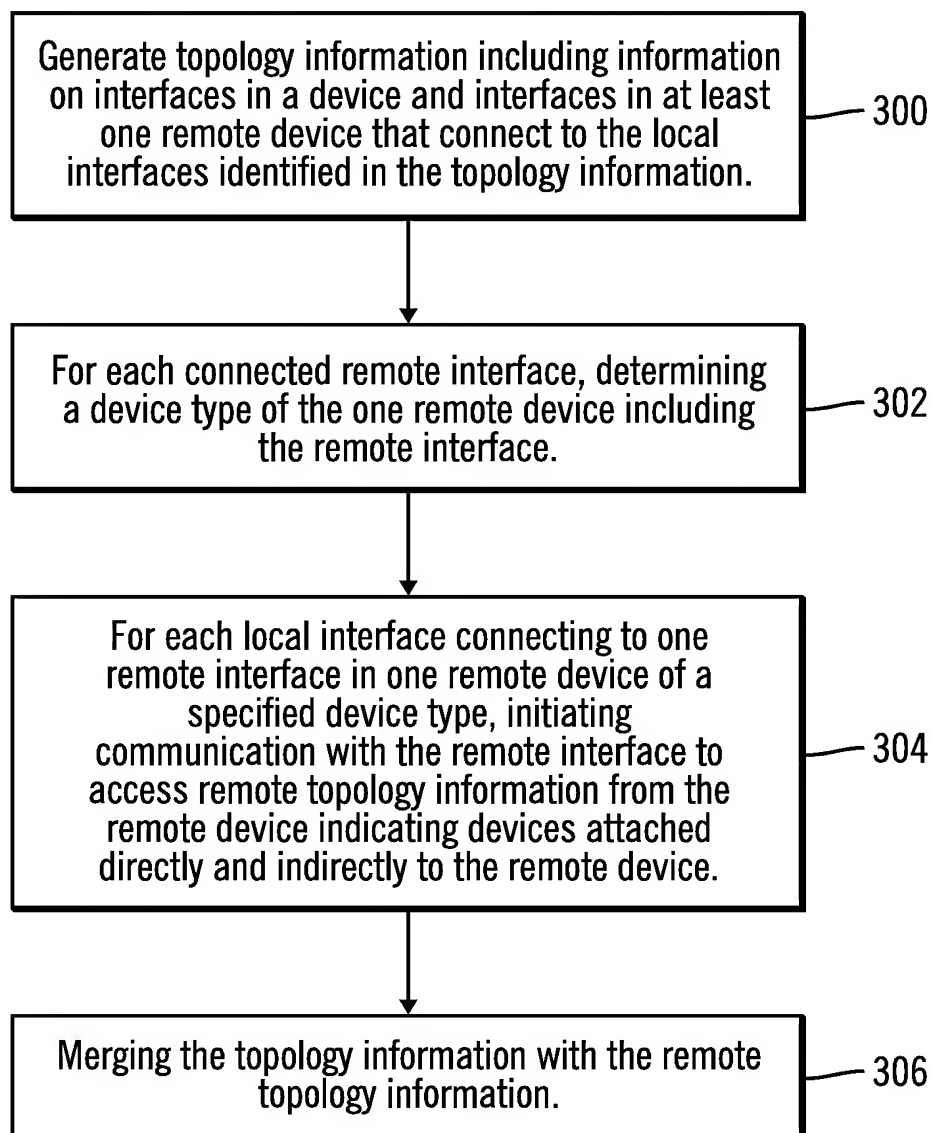 Generate topology information including information
on interfaces in a device and interfaces in at least
one remote device that connect to the local
interfaces identified in the topology information.
300
For each connected remote interface, determining
a device type of the one remote device including
the remote interface.
302
For each local interface connecting to one
remote interface in one remote device of a
specified device type, initiating
communication with the remote interface to
access remote topology information from the
remote device indicating devices attached
directly and indirectly to the remote device.
304
Merging the topology information with the remote
topology information.
306